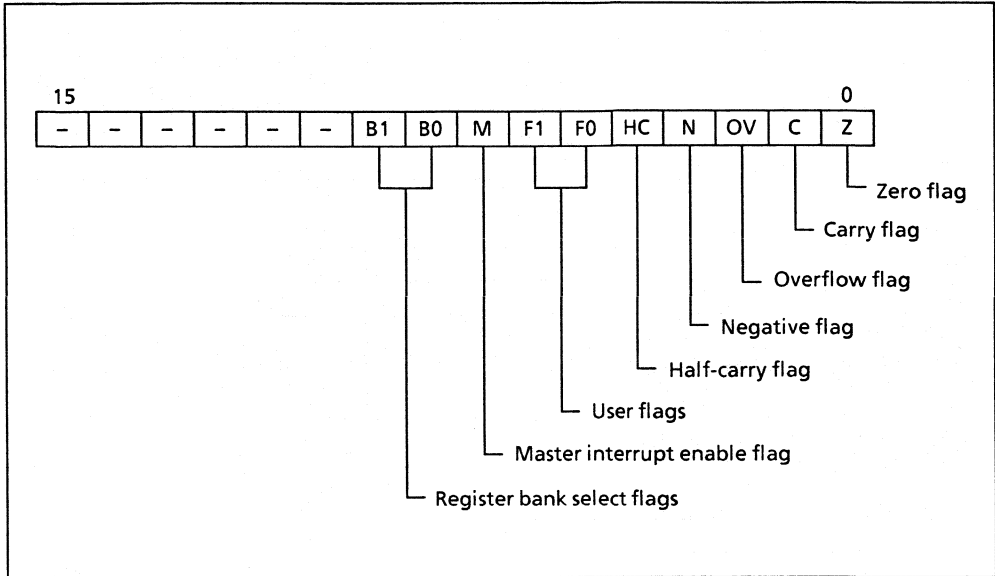 15 0
– – – – – – B1 B0 M F1 F0 HC N OV C Z
Zero flag
Carry flag
Overflow flag
Negative flag
Half-carry flag
User flags
Master interrupt enable flag
Register bank select flags